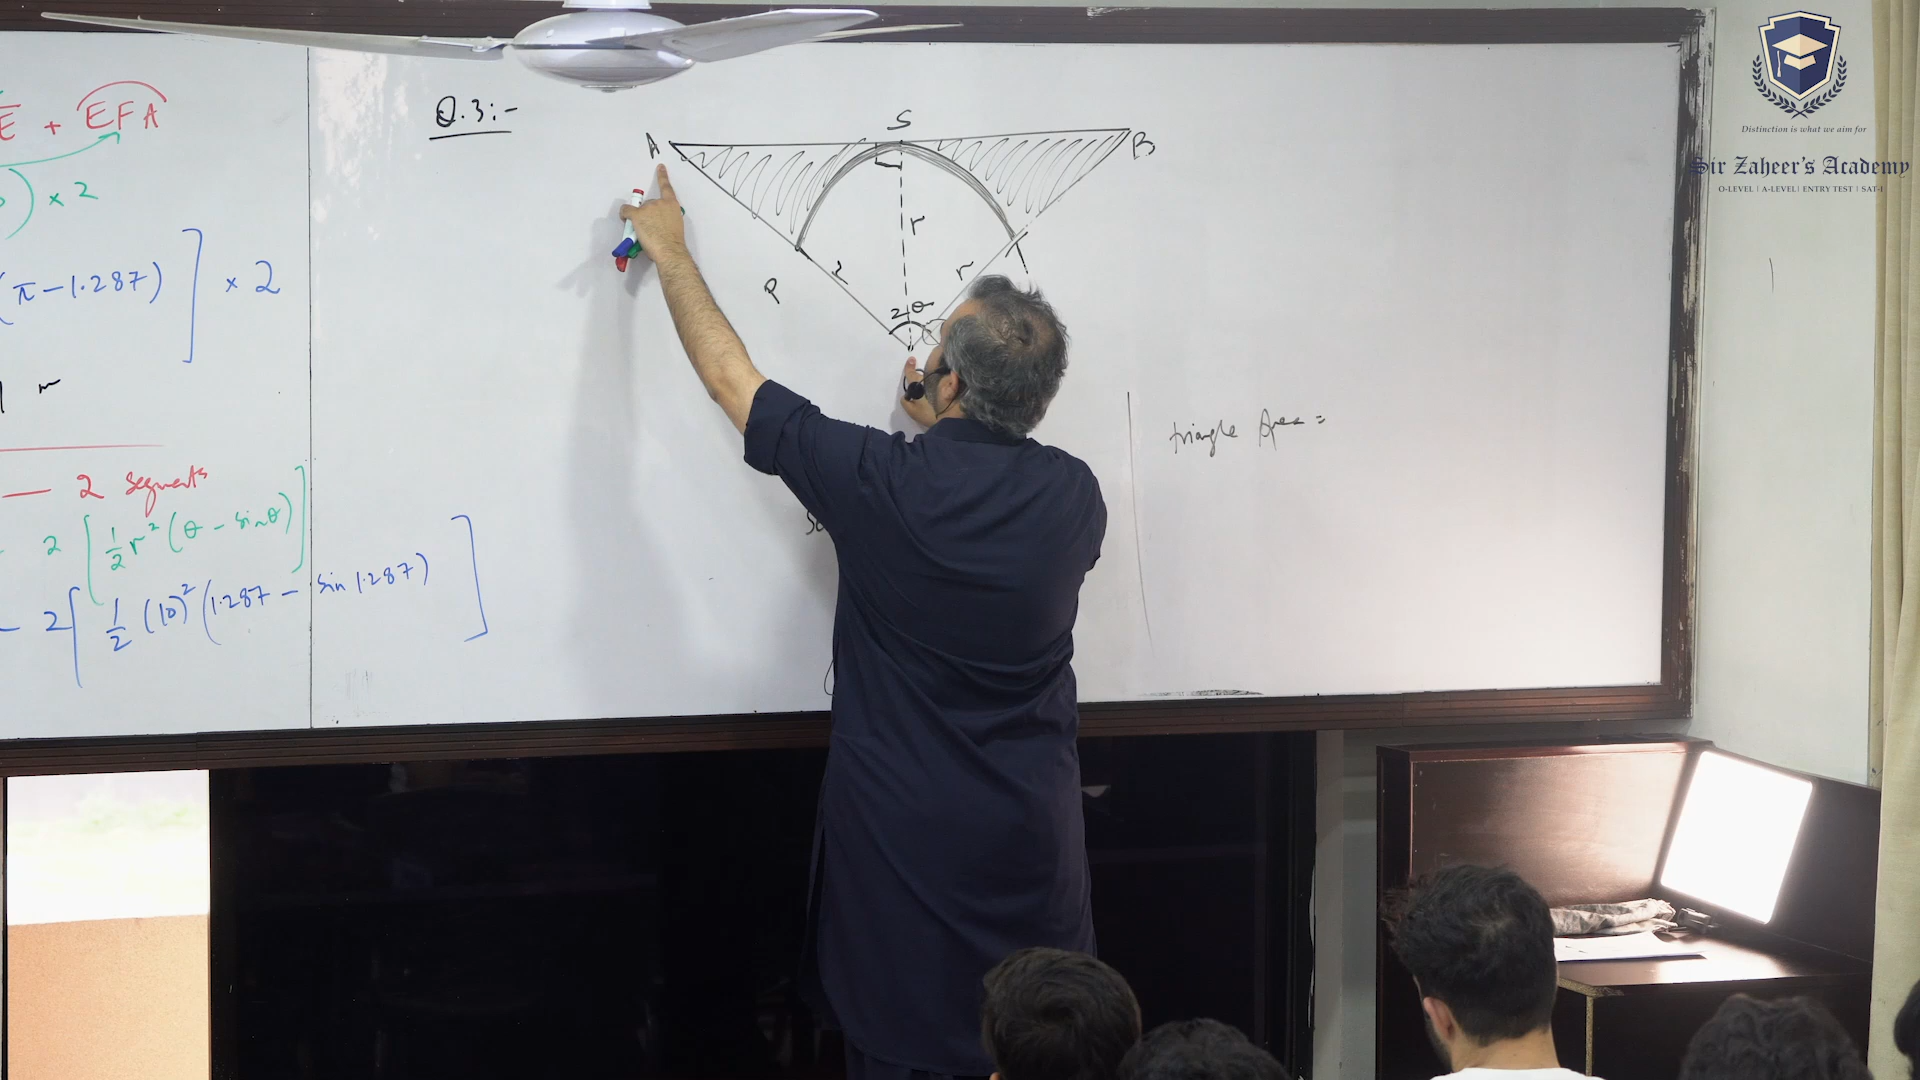 E + EFA
) × 2
(π - 1.287) ] × 2
m
— 2 segments
2 [ 1/2 r² (θ - sinθ) ]
— 2 [ 1/2 (10)² (1.287 - sin 1.287) ]
Q.3:-
S
A
B
r
r
r
T
P
2θ
triangle Area =
Distinction is what we aim for
Sir Zaheer's Academy
O-LEVEL | A-LEVEL | ENTRY TEST | SAT-I